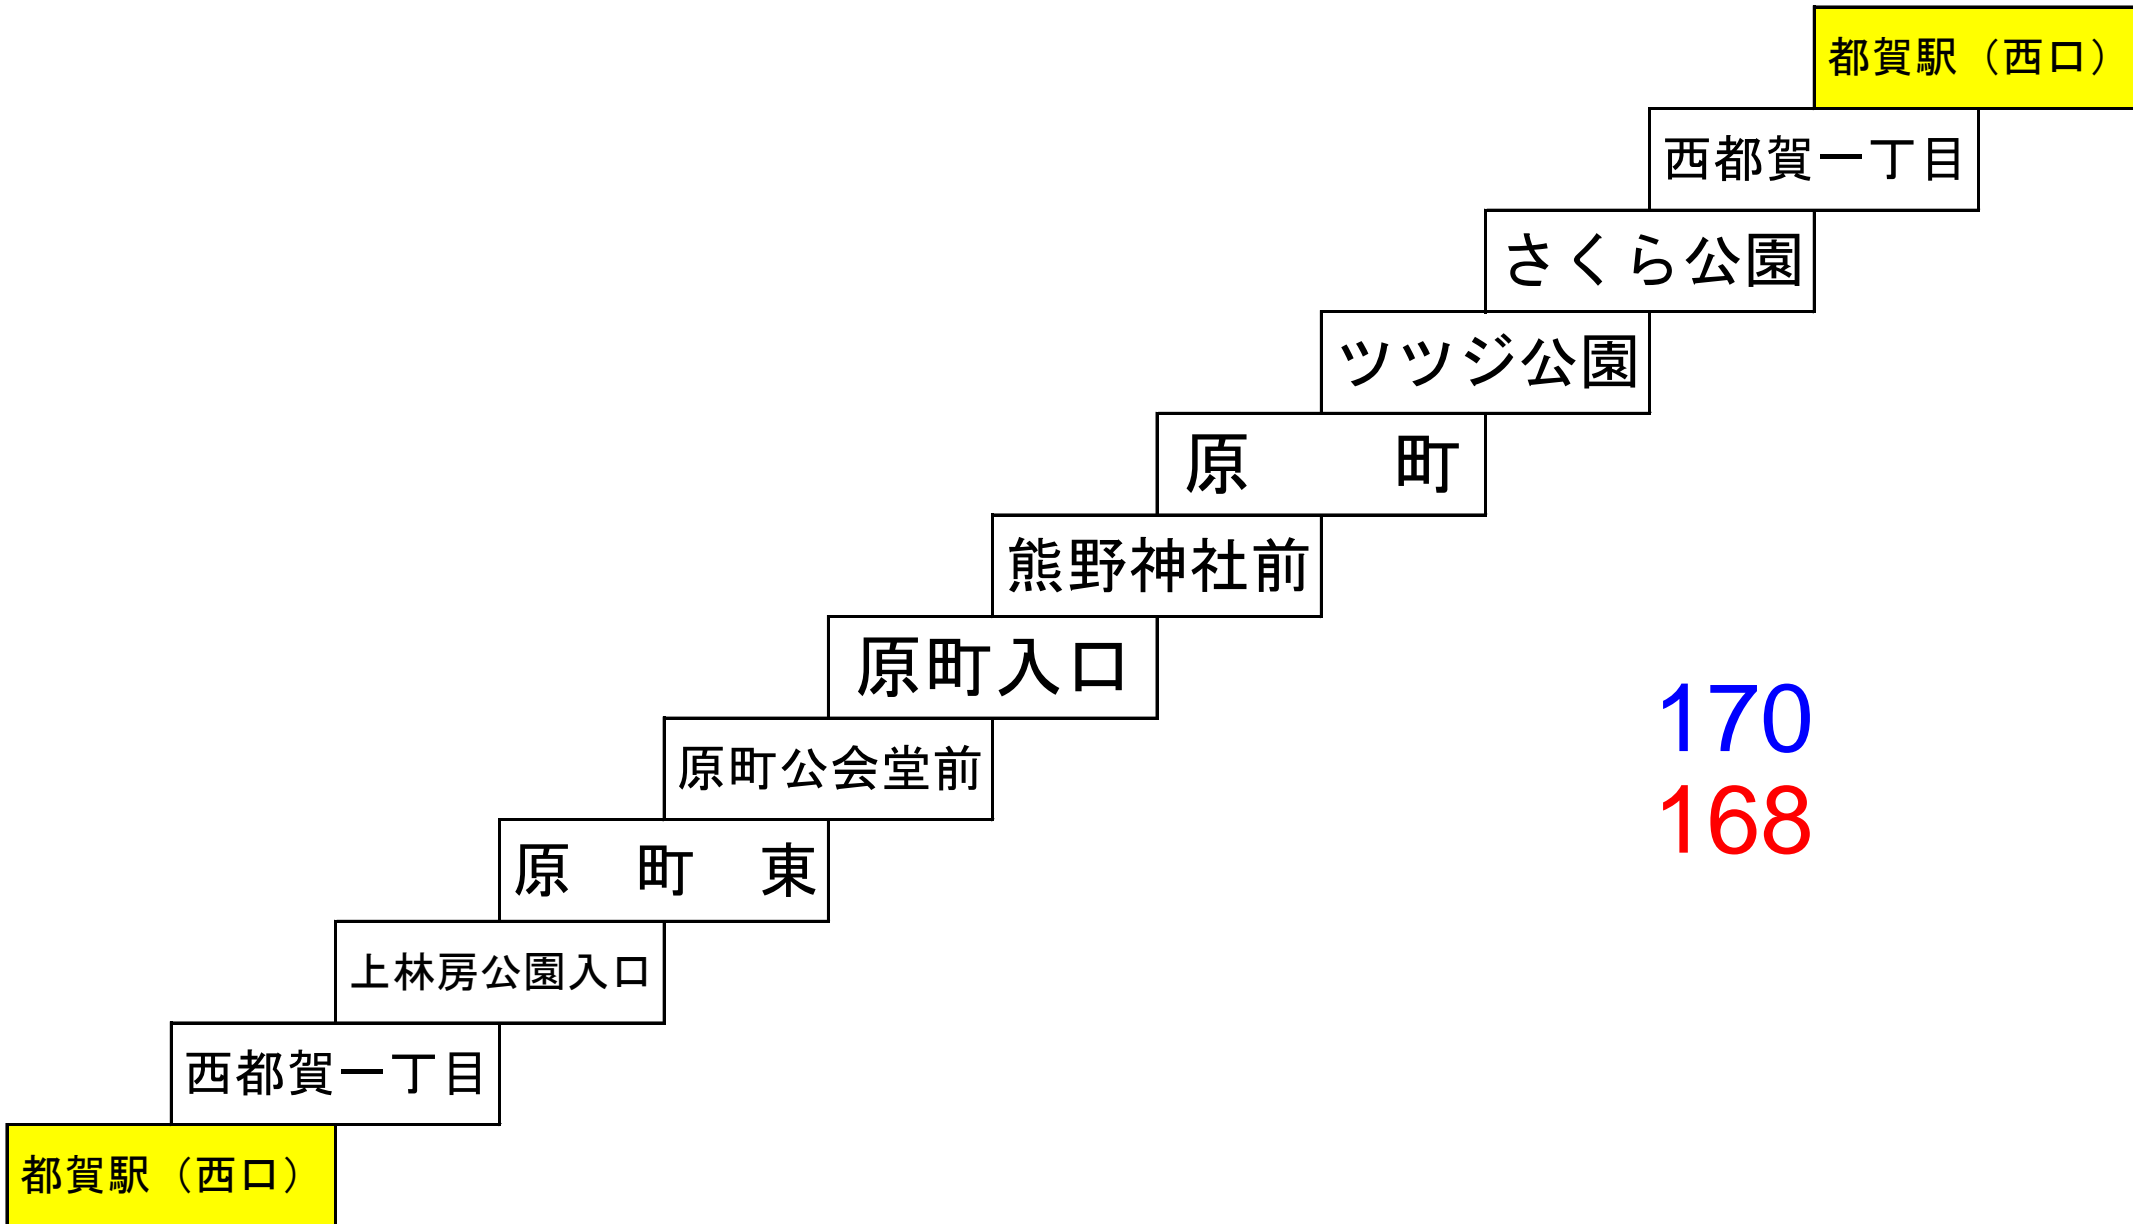 都賀駅（西口）
西都賀一丁目
さくら公園
ツツジ公園
原　　町
熊野神社前
原町入口
170
原町公会堂前
168
原　町　東
上林房公園入口
西都賀一丁目
都賀駅（西口）